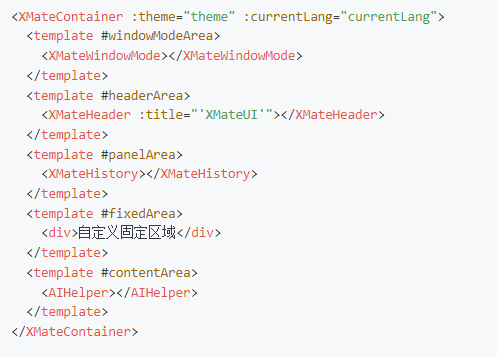 <XMateContainer :theme="theme" :currentLang="currentLang">
  <template #windowModeArea>
    <XMateWindowMode></XMateWindowMode>
  </template>
  <template #headerArea>
    <XMateHeader :title="'XMateUI'"></XMateHeader>
  </template>
  <template #panelArea>
    <XMateHistory></XMateHistory>
  </template>
  <template #fixedArea>
    <div>自定义固定区域</div>
  </template>
  <template #contentArea>
    <AIHelper></AIHelper>
  </template>
</XMateContainer>